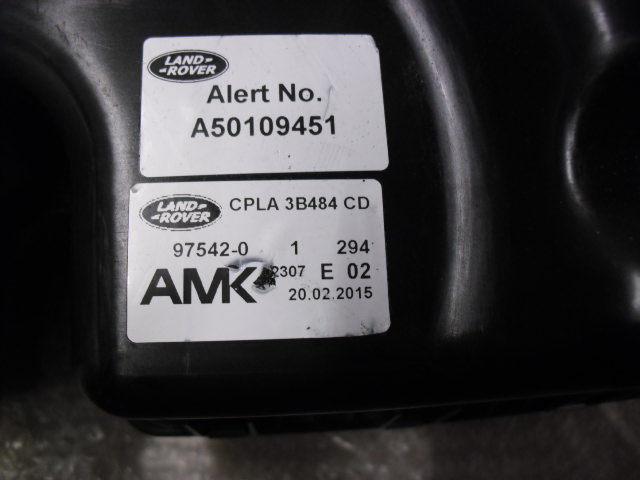 LAND-
-ROVER
Alert No.
A50109451
LAND-
-ROVER
CPLA 3B484 CD
97542-0 1 294
AMK 2307 E 02
20.02.2015